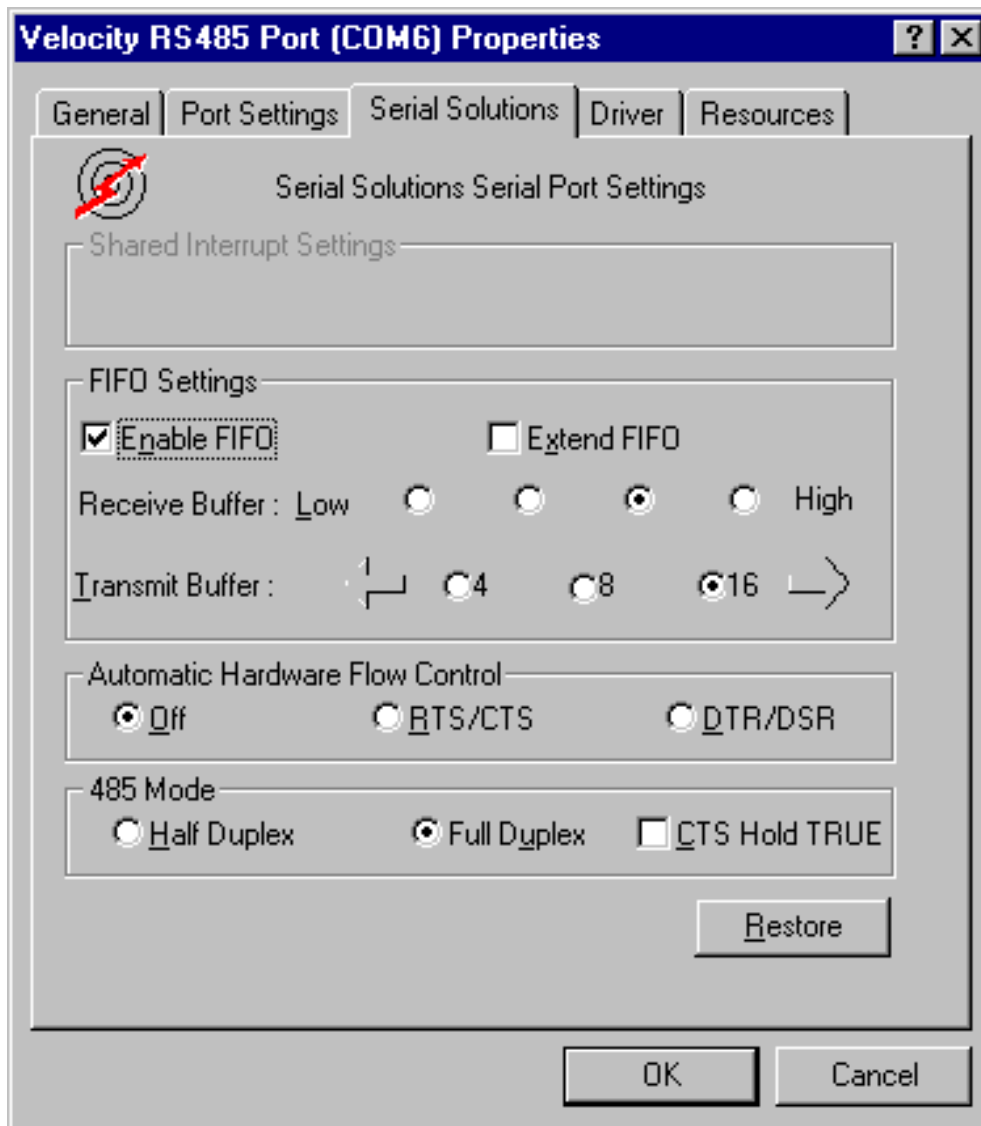 Velocity RS485 Port (COM6) Properties
General Port Settings Serial Solutions Driver Resources
Serial Solutions Serial Port Settings
Shared Interrupt Settings
FIFO Settings
Enable FIFO Extend FIFO
Receive Buffer : Low High
Transmit Buffer : 4 8 16
Automatic Hardware Flow Control
Off RTS/CTS DTR/DSR
485 Mode
Half Duplex Full Duplex CTS Hold TRUE
Restore
OK Cancel